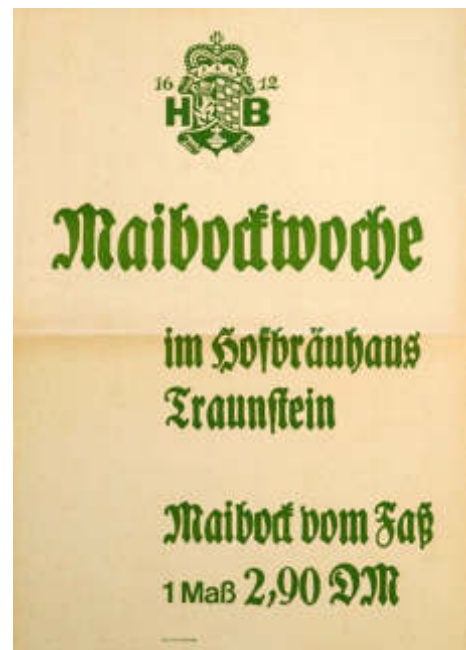 16 12
H B
Maibockwoche
im Hofbräuhaus
Traunstein
Maibock vom Faß
1 Maß 2,90 DM